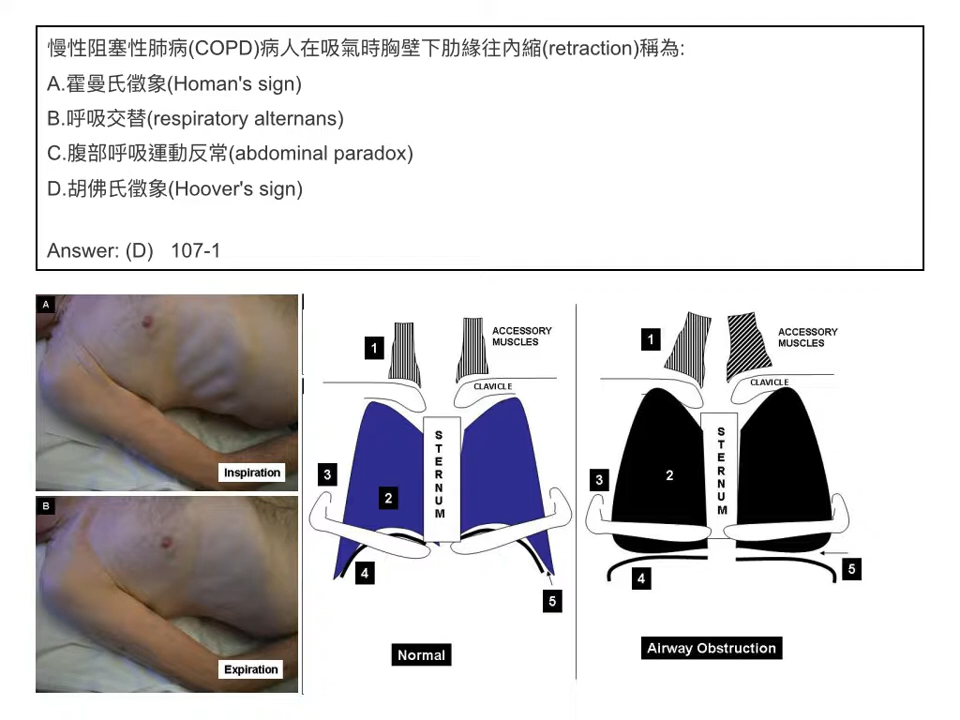 慢性阻塞性肺病(COPD)病人在吸氣時胸壁下肋緣往內縮(retraction)稱為:
A.霍曼氏徵象(Homan's sign)
B.呼吸交替(respiratory alternans)
C.腹部呼吸運動反常(abdominal paradox)
D.胡佛氏徵象(Hoover's sign)
Answer: (D) 107-1
A
Inspiration
B
Expiration
1
ACCESSORY
MUSCLES
CLAVICLE
STERNUM
3
2
4
5
Normal
1
ACCESSORY
MUSCLES
CLAVICLE
STERNUM
3
2
4
5
Airway Obstruction